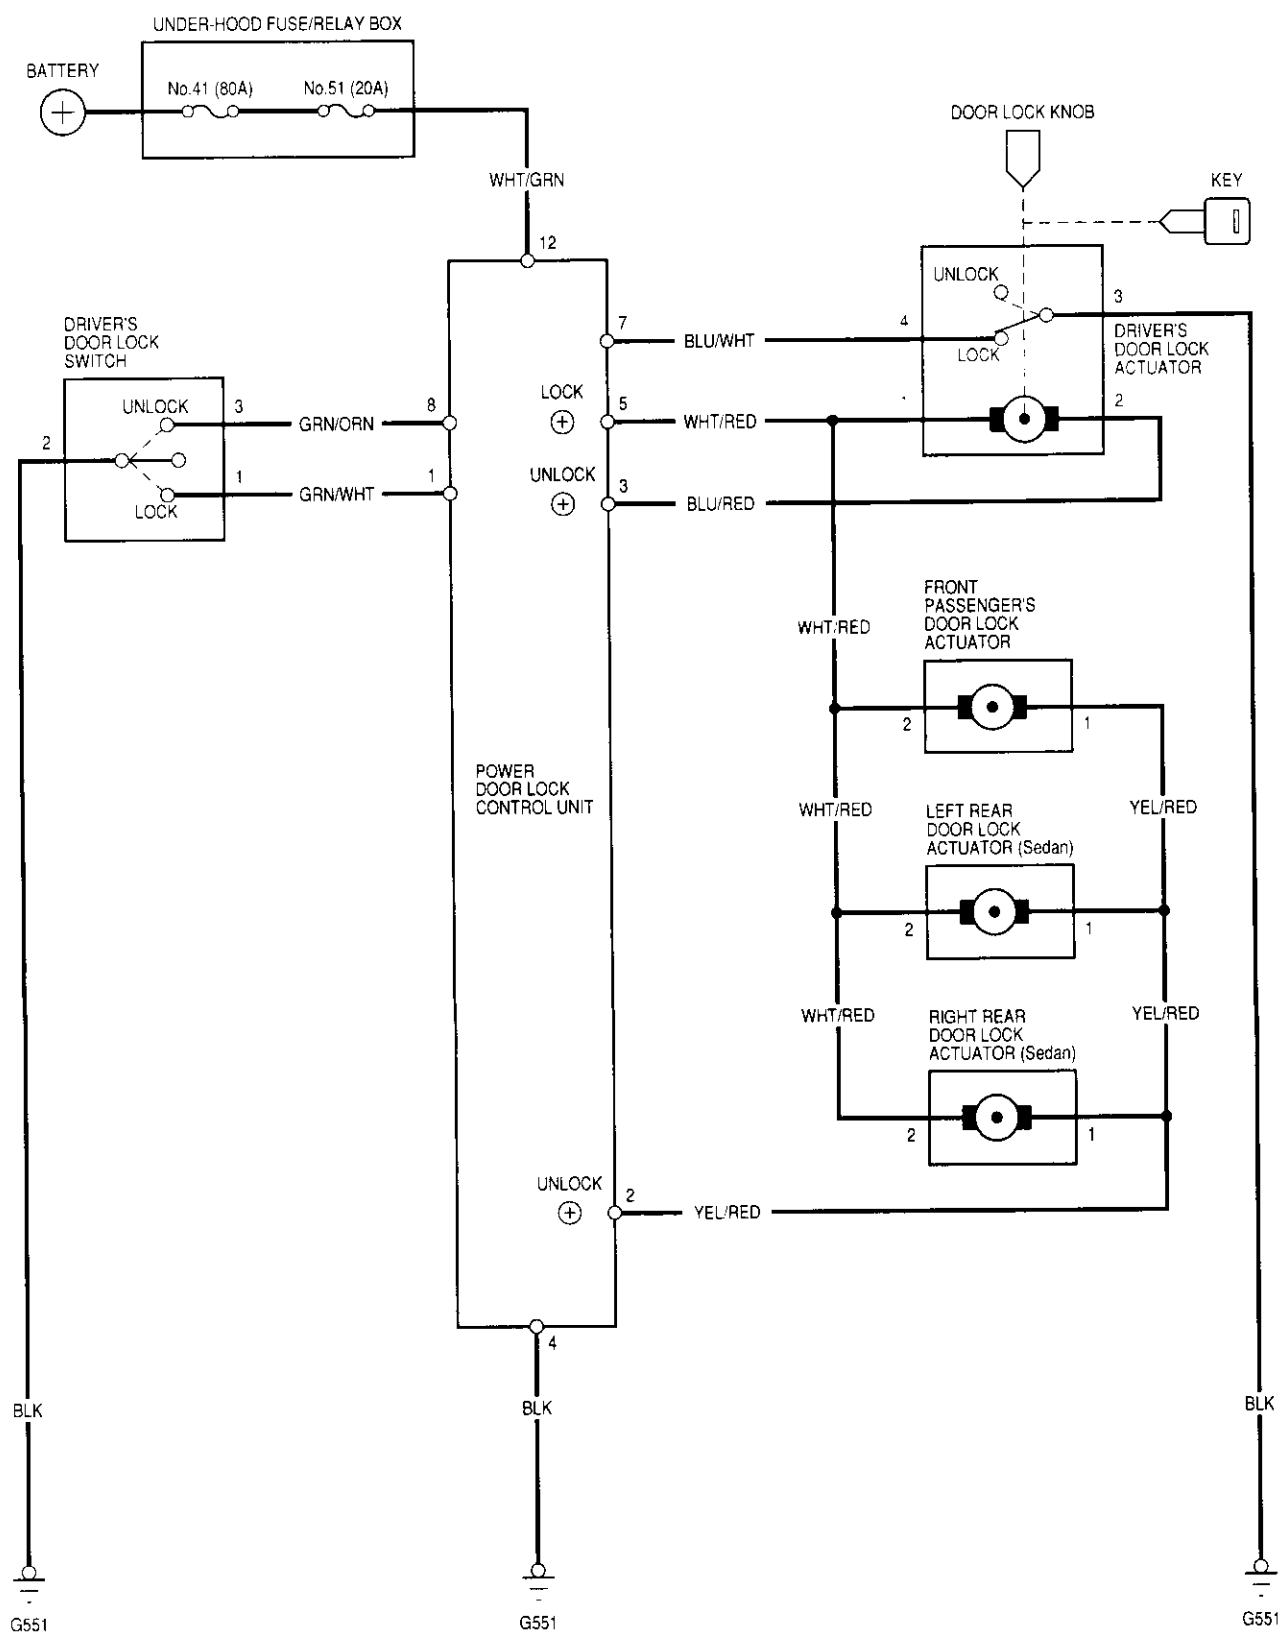 UNDER-HOOD FUSE/RELAY BOX
BATTERY
No.41 (80A)
No.51 (20A)
WHT/GRN
12
DOOR LOCK KNOB
KEY
DRIVER'S
DOOR LOCK
SWITCH
UNLOCK
LOCK
2
3
1
GRN/ORN
GRN/WHT
8
1
7
BLU/WHT
4
UNLOCK
LOCK
3
DRIVER'S
DOOR LOCK
ACTUATOR
LOCK
5
WHT/RED
1
2
UNLOCK
3
BLU/RED
WHT/RED
FRONT
PASSENGER'S
DOOR LOCK
ACTUATOR
2
1
POWER
DOOR LOCK
CONTROL UNIT
WHT/RED
YEL/RED
LEFT REAR
DOOR LOCK
ACTUATOR (Sedan)
2
1
WHT/RED
YEL/RED
RIGHT REAR
DOOR LOCK
ACTUATOR (Sedan)
2
1
UNLOCK
2
YEL/RED
4
BLK
BLK
BLK
G551
G551
G551